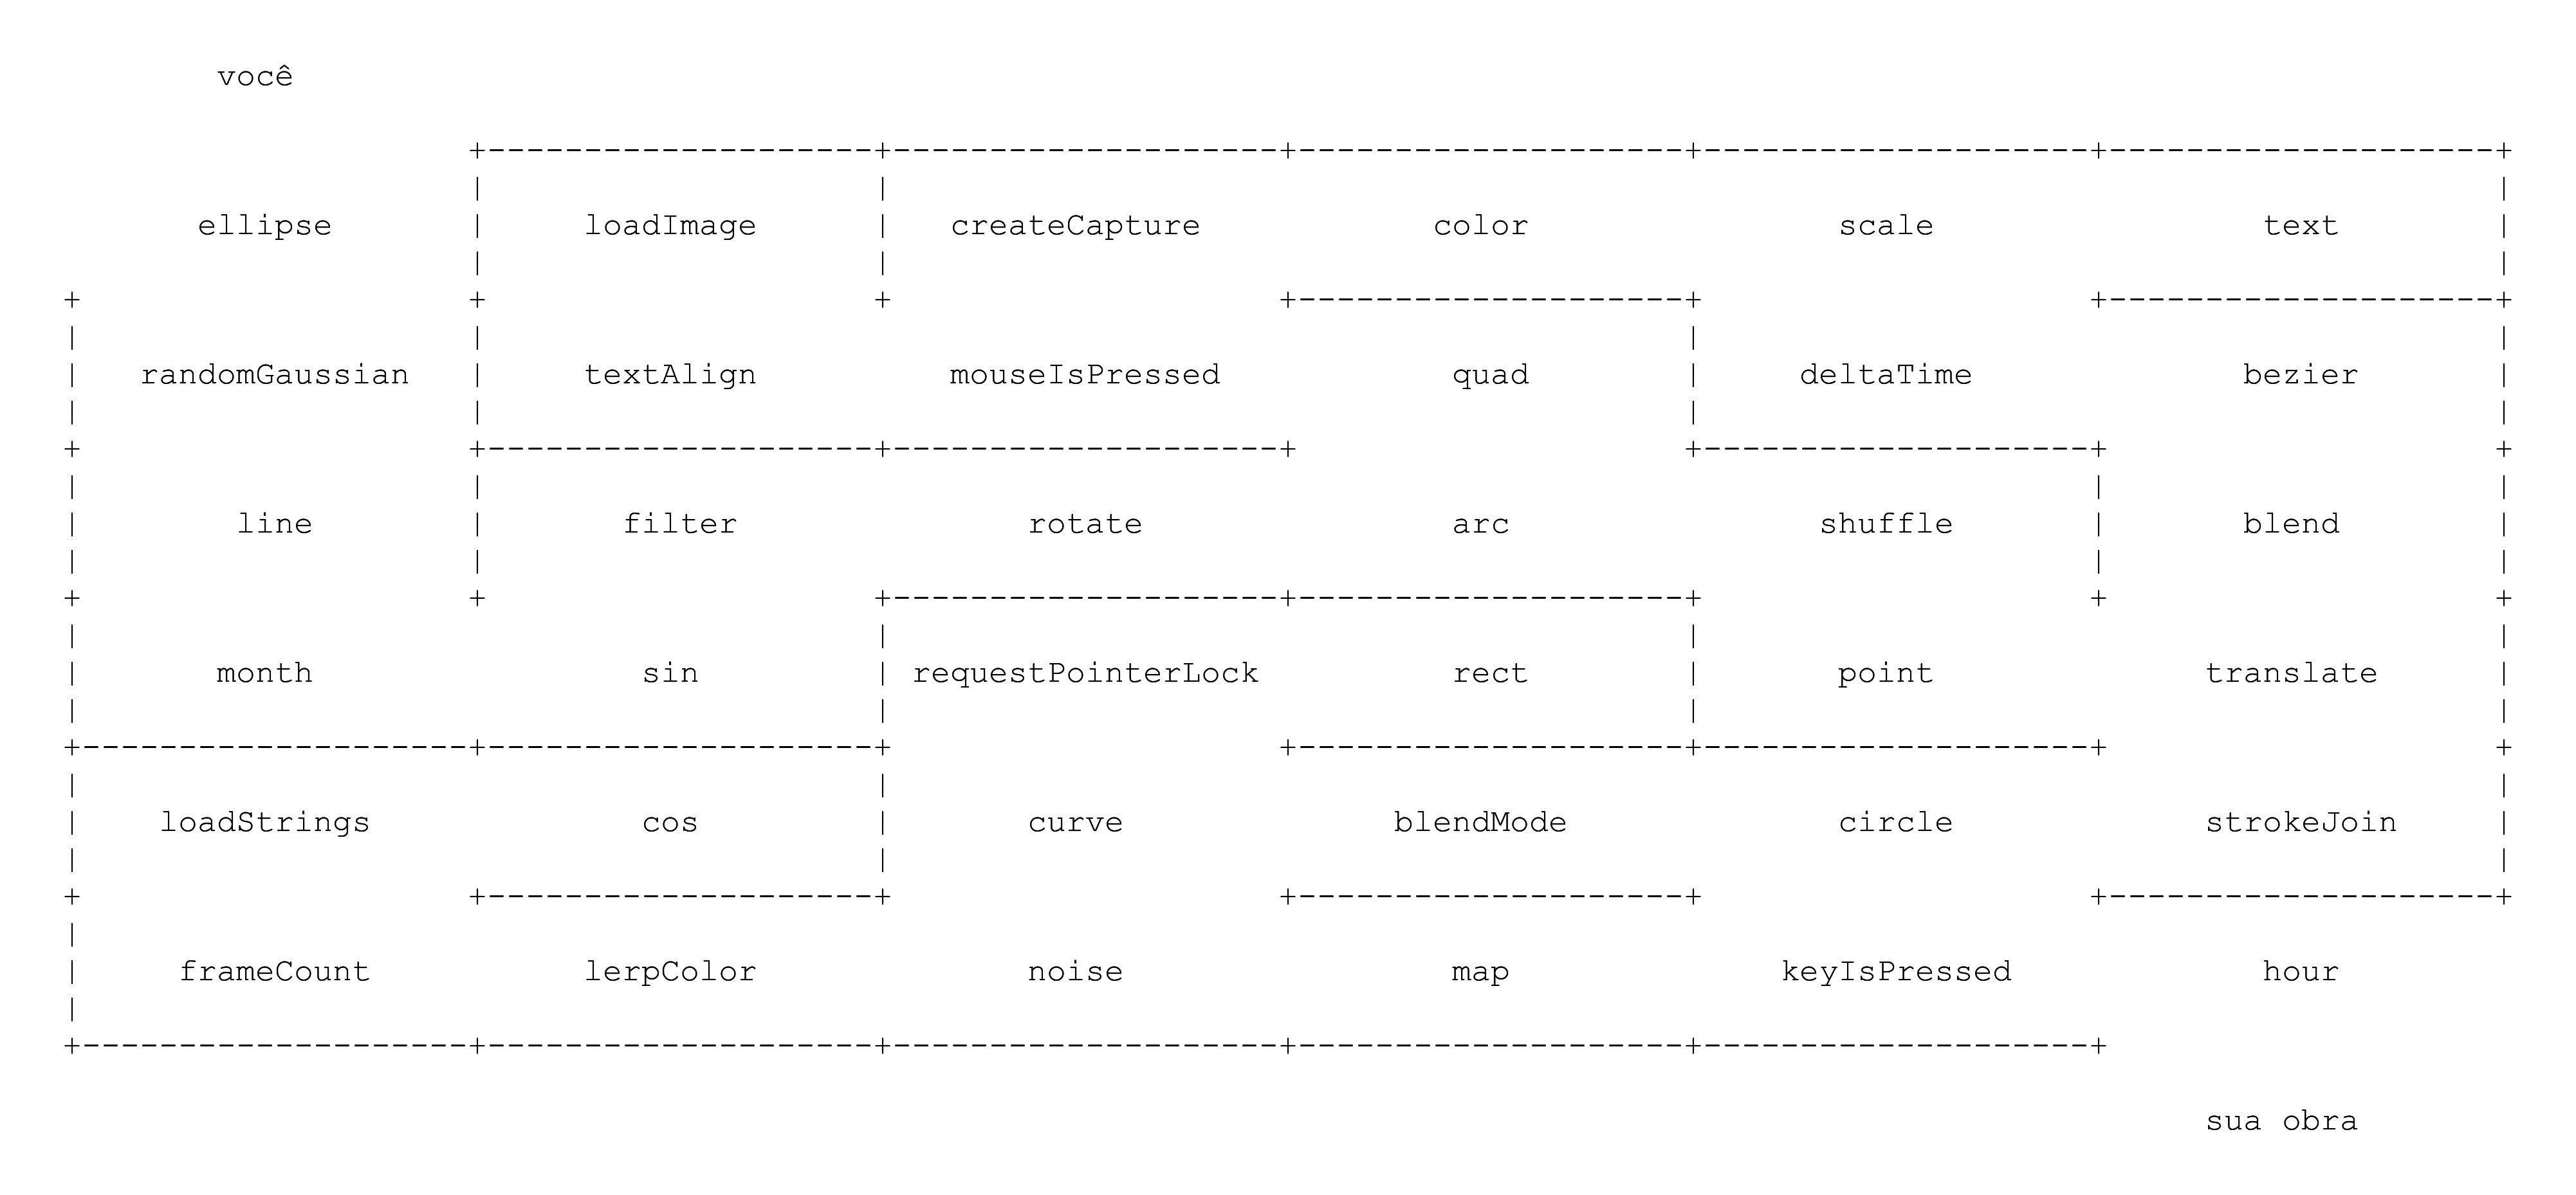 você
ellipse loadImage createCapture color scale text
randomGaussian textAlign mouseIsPressed quad deltaTime bezier
line filter rotate arc shuffle blend
month sin requestPointerLock rect point translate
loadStrings cos curve blendMode circle strokeJoin
frameCount lerpColor noise map keyIsPressed hour
sua obra